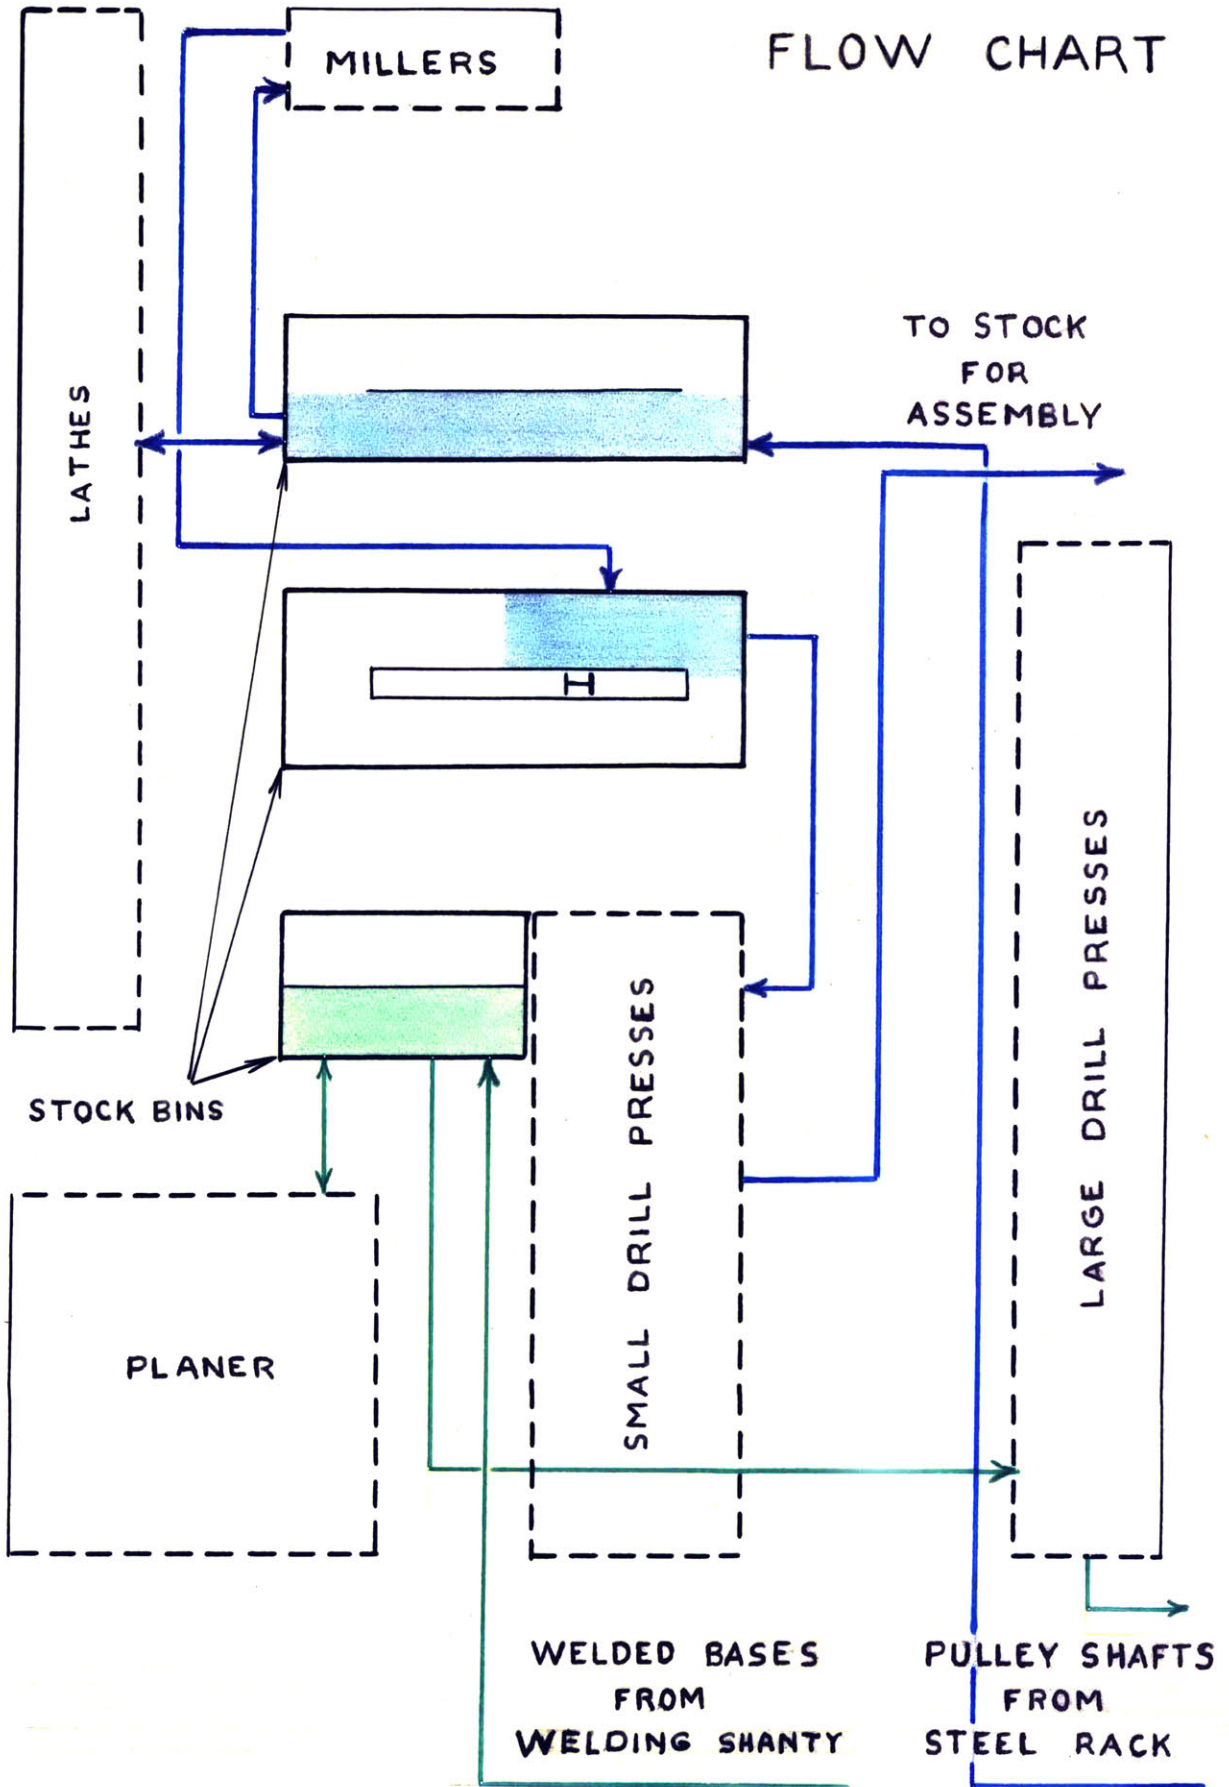 FLOW CHART
MILLERS
TO STOCK
FOR
ASSEMBLY
LATHES
H
LARGE DRILL PRESSES
SMALL DRILL PRESSES
STOCK BINS
PLANER
WELDED BASES
FROM
WELDING SHANTY
PULLEY SHAFTS
FROM
STEEL RACK